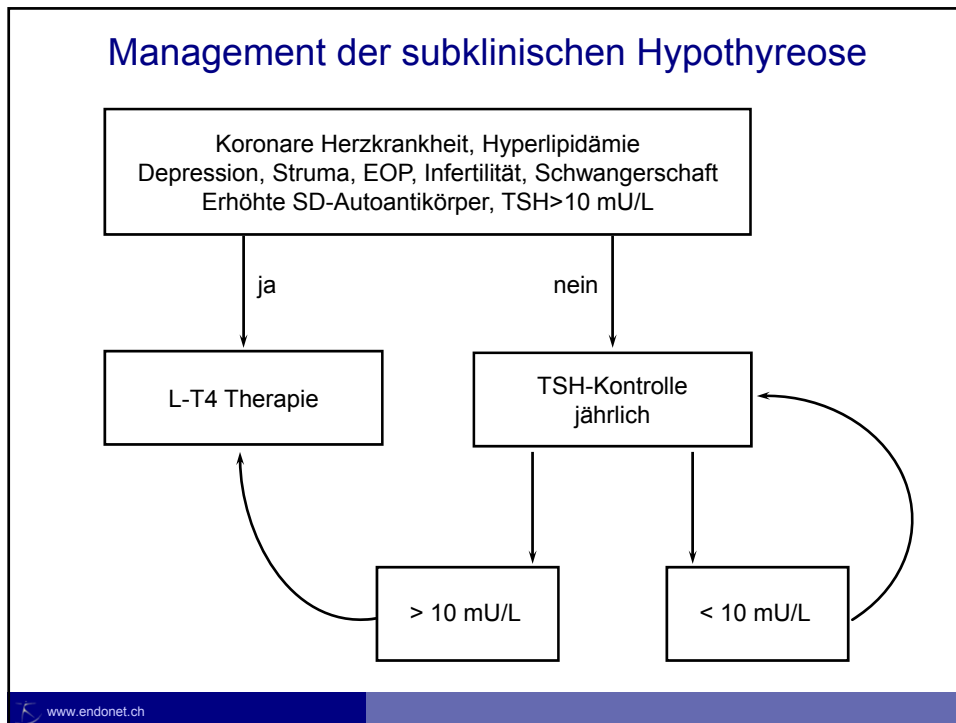 Management der subklinischen Hypothyreose
Koronare Herzkrankheit, Hyperlipidämie
Depression, Struma, EOP, Infertilität, Schwangerschaft
Erhöhte SD-Autoantikörper, TSH>10 mU/L
ja
nein
L-T4 Therapie
TSH-Kontrolle
jährlich
> 10 mU/L
< 10 mU/L
www.endonet.ch